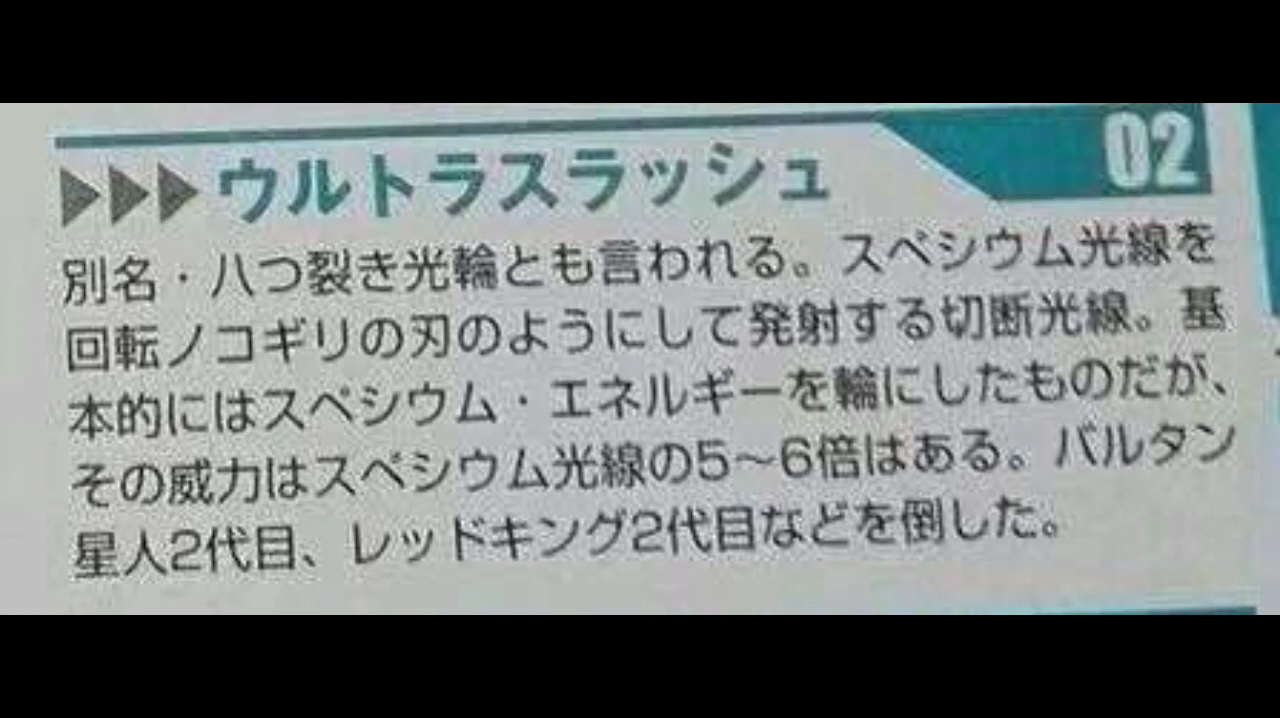 02
▶▶▶ウルトラスラッシュ
別名・八つ裂き光輪とも言われる。スペシウム光線を
回転ノコギリの刃のようにして発射する切断光線。基
本的にはスペシウム・エネルギーを輪にしたものだが、
その威力はスペシウム光線の5〜6倍はある。バルタン
星人2代目、レッドキング2代目などを倒した。